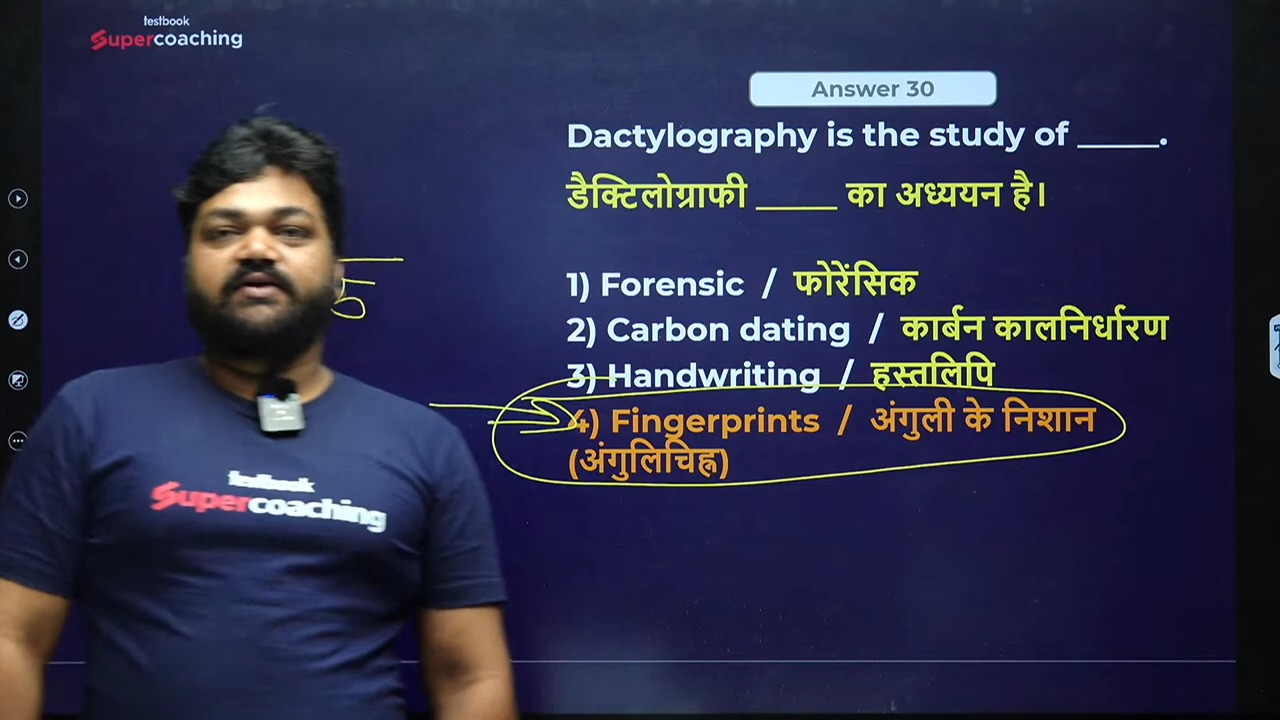 testbook
Supercoaching
Answer 30
Dactylography is the study of _____.
डैक्टिलोग्राफी _____ का अध्ययन है।
1) Forensic / फोरेंसिक
2) Carbon dating / कार्बन कालनिर्धारण
3) Handwriting / हस्तलिपि
4) Fingerprints / अंगुली के निशान
(अंगुलिचिह्न)
testbook
Supercoaching